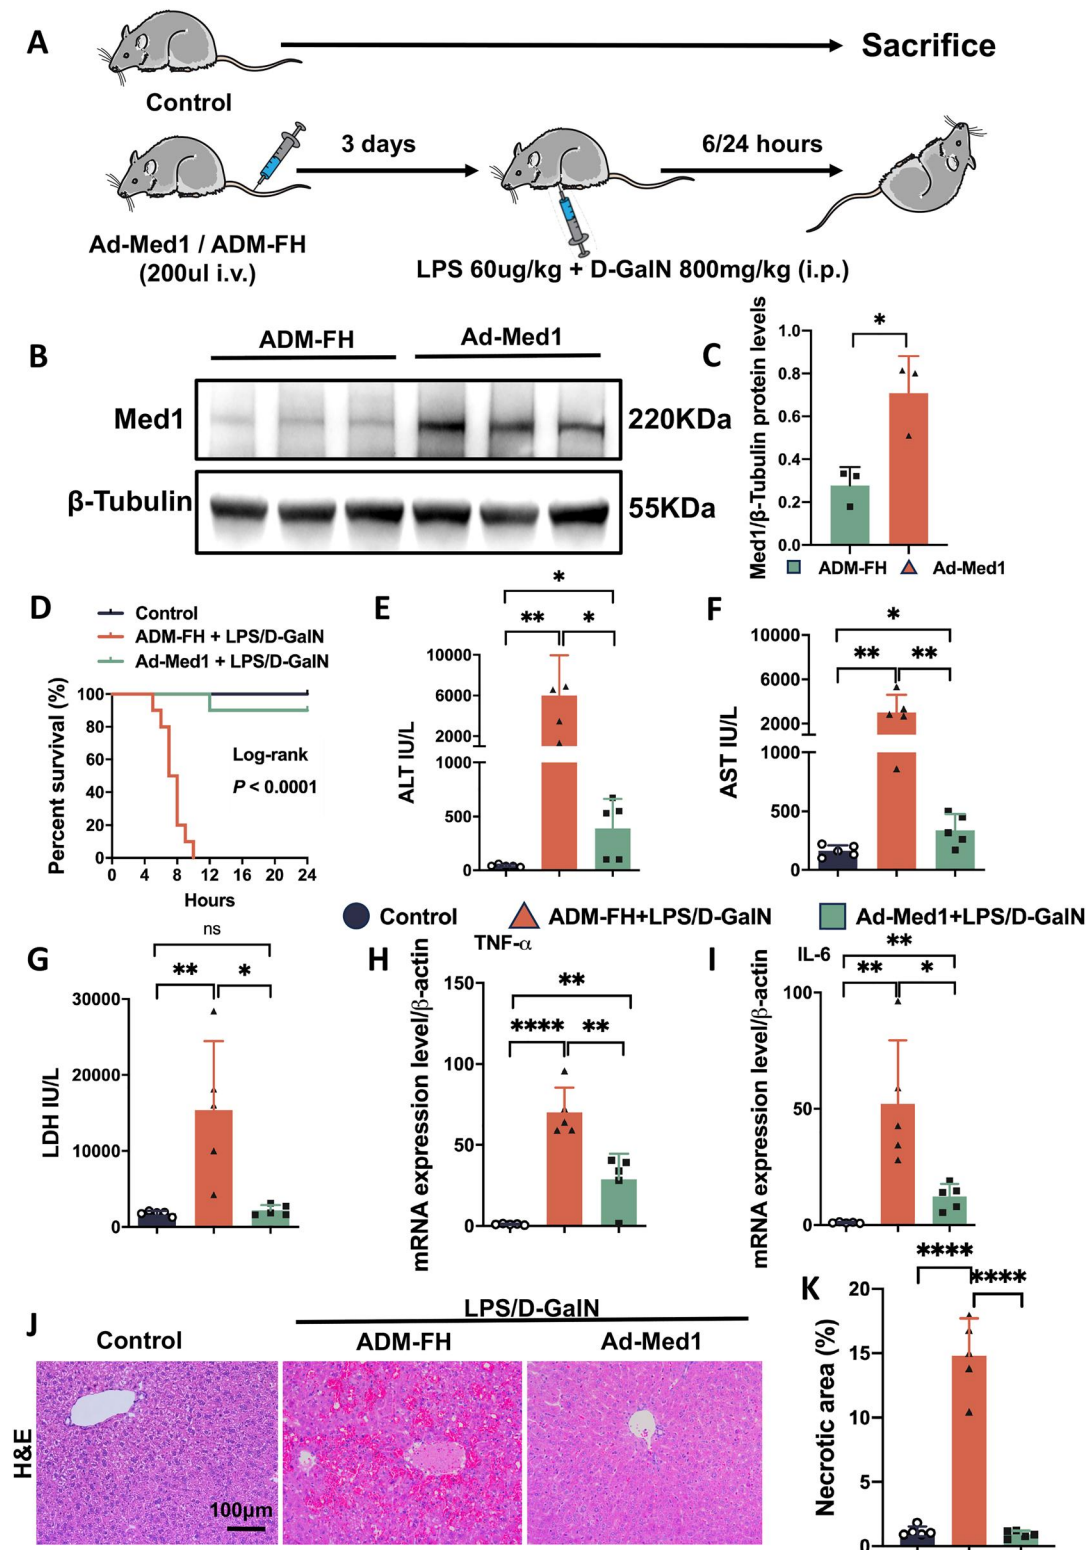 A
Sacrifice
Control
3 days
6/24 hours
Ad-Med1 / ADM-FH
(200ul i.v.)
LPS 60ug/kg + D-GalN 800mg/kg (i.p.)
B
ADM-FH
Ad-Med1
Med1
220KDa
β-Tubulin
55KDa
C
Med1/β-Tubulin protein levels
1.0
0.8
0.6
0.4
0.2
0.0
*
ADM-FH
Ad-Med1
D
Control
ADM-FH + LPS/D-GalN
Ad-Med1 + LPS/D-GalN
Percent survival (%)
100
80
60
40
20
0
Log-rank
P < 0.0001
0 4 8 12 16 20 24
Hours
E
*
** *
ALT IU/L
10000
6000
2000
1000
500
0
F
*
** **
AST IU/L
10000
6000
2000
1000
500
0
Control
ADM-FH+LPS/D-GalN
Ad-Med1+LPS/D-GalN
G
ns
** *
LDH IU/L
30000
20000
10000
0
H
TNF-α
mRNA expression level/β-actin
**
**** **
150
100
50
0
I
IL-6
mRNA expression level/β-actin
**
** *
100
50
0
J
LPS/D-GalN
Control
ADM-FH
Ad-Med1
H&E
100μm
K
**** ****
Necrotic area (%)
20
15
10
5
0